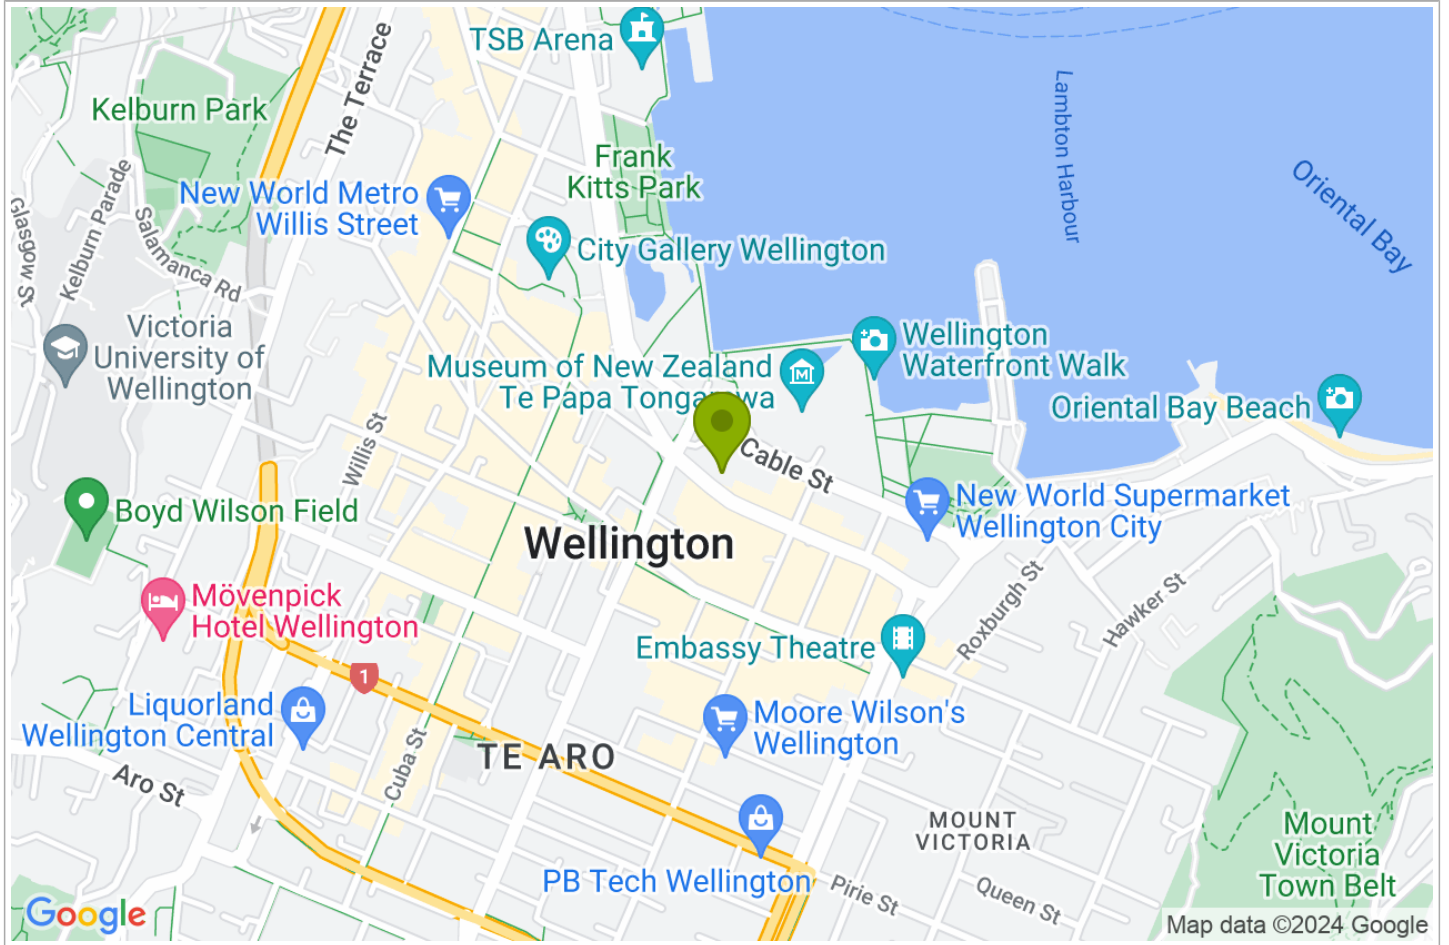 TSB Arena
The Terrace
Kelburn Park
Lambton Harbour
Frank
Kitts Park
Oriental Bay
New World Metro
Willis Street
Kelburn Parade
Glasgow St
Salamanca Rd
City Gallery Wellington
Victoria
University of
Wellington
Wellington
Waterfront Walk
Museum of New Zealand
Te Papa Tongarewa
Oriental Bay Beach
Willis St
Cable St
New World Supermarket
Wellington City
Boyd Wilson Field
Wellington
Mövenpick
Hotel Wellington
Roxburgh St
Hawker St
Embassy Theatre
1
Liquorland
Wellington Central
Moore Wilson's
Wellington
Cuba St
TE ARO
Aro St
MOUNT
VICTORIA
Mount
Victoria
Town Belt
PB Tech Wellington
Pirie St
Queen St
Google
Map data ©2024 Google